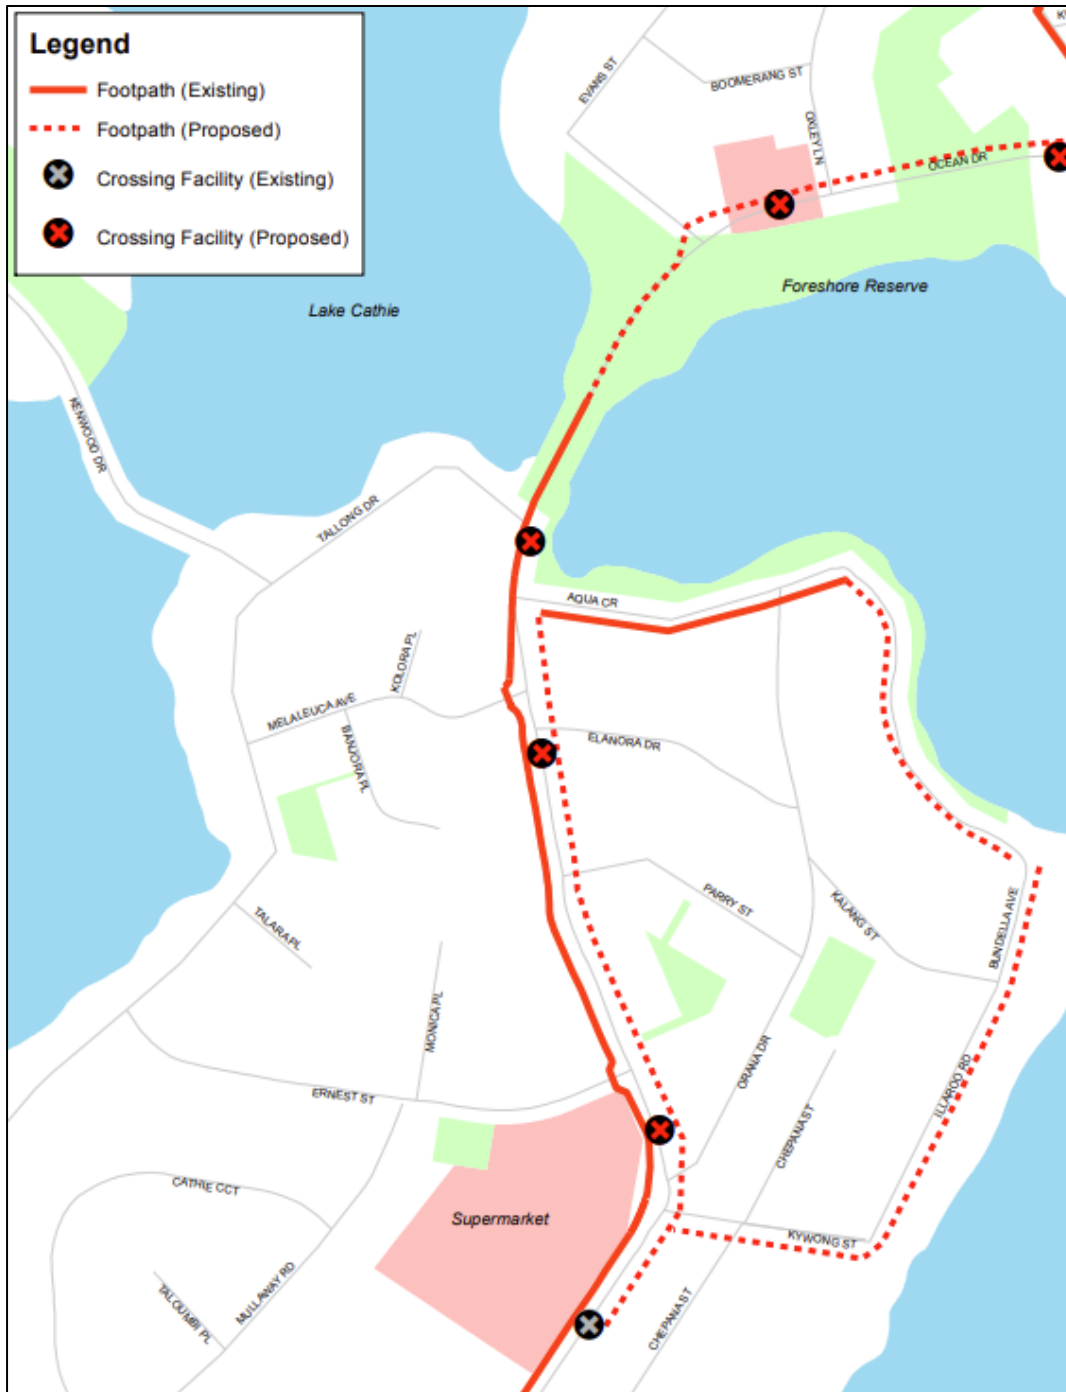 Legend
Footpath (Existing)
Footpath (Proposed)
Crossing Facility (Existing)
Crossing Facility (Proposed)
EVANS ST
BOOMERANG ST
OXLEY LN
OCEAN DR
Lake Cathie
Foreshore Reserve
KENWOOD DR
TALLONG DR
AQUA CR
KOLORA PL
MELALEUCA AVE
BANJORA PL
ELANORA DR
PARRY ST
KALANG ST
BUNDELLA AVE
TALARA PL
MONICA PL
ORANA DR
ILLAROO RD
ERNEST ST
CHEPANA ST
CATHIE CCT
Supermarket
KYWONG ST
MULLAWAY RD
TALOUMBI PL
CHEPANA ST